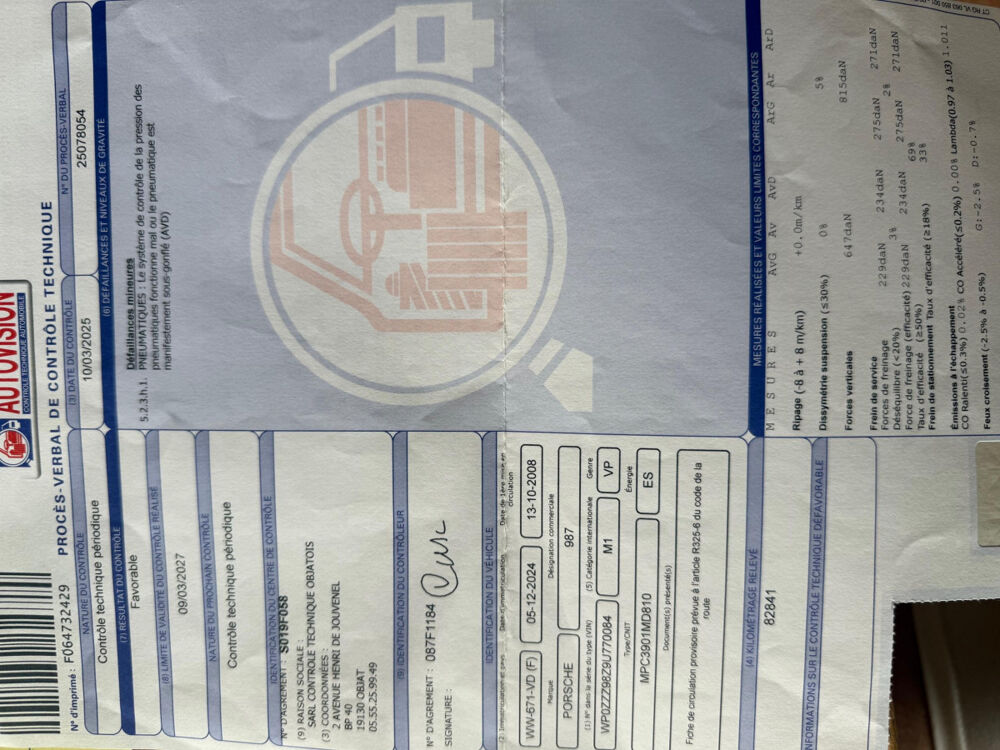 AUTOVISION
CONTRÔLE TECHNIQUE AUTOMOBILE
PROCÈS-VERBAL DE CONTRÔLE TECHNIQUE
N° d'imprimé : F064732429
NATURE DU CONTRÔLE
Contrôle technique périodique
(3) DATE DU CONTRÔLE
10/03/2025
N° DU PROCÈS-VERBAL
25078054
(7) RÉSULTAT DU CONTRÔLE
Favorable
(8) LIMITE DE VALIDITÉ DU CONTRÔLE RÉALISÉ
09/03/2027
NATURE DU PROCHAIN CONTRÔLE
Contrôle technique périodique
IDENTIFICATION DU CENTRE DE CONTRÔLE
N° D'AGRÉMENT : S019F058
(9) RAISON SOCIALE :
SARL CONTROLE TECHNIQUE OBJATOIS
(3) COORDONNÉES :
2 AVENUE HENRI DE JOUVENEL
BP 40
19130 OBJAT
05.55.25.99.49
(9) IDENTIFICATION DU CONTRÔLEUR
N° D'AGRÉMENT : 087F1184
SIGNATURE :
IDENTIFICATION DU VÉHICULE
(2) Immatriculation et pays
Date d'immatriculation
Date de 1ère mise en circulation
WW-671-VD (F)
05-12-2024
13-10-2008
Marque
Désignation commerciale
PORSCHE
987
(1) N° dans la série du type (VIN)
(5) Catégorie internationale
Genre
WP0ZZZ98Z9U770084
M1
VP
Type/CNIT
Énergie
MPC3901MD810
ES
Document(s) présenté(s)
Fiche de circulation provisoire prévue à l'article R325-6 du code de la
route
(4) KILOMÉTRAGE RELEVÉ
82841
INFORMATIONS SUR LE CONTRÔLE TECHNIQUE DÉFAVORABLE
(6) DÉFAILLANCES ET NIVEAUX DE GRAVITÉ
Défaillances mineures
5.2.3.h.1. PNEUMATIQUES : Le système de contrôle de la pression des
pneumatiques fonctionne mal ou le pneumatique est
manifestement sous-gonflé (AVD)
MESURES RÉALISÉES ET VALEURS LIMITES CORRESPONDANTES
M E S U R E S AvG Av AvD ArG Ar ArD
Ripage (-8 à + 8 m/km) +0.0m/km
Dissymétrie suspension (≤30%) 0% 5%
Forces verticales 647daN 815daN
Frein de service
Forces de freinage 229daN 234daN 275daN 271daN
Déséquilibre (<20%) 3% 2%
Force de freinage (efficacité) 229daN 234daN 275daN 271daN
Taux d'efficacité (≥50%) 69%
Frein de stationnement Taux d'efficacité (≥18%) 33%
Émissions à l'échappement
CO Ralenti(≤0.3%) 0.02% CO Accéléré(≤0.2%) 0.00% Lambda(0.97 à 1.03) 1.011
Feux croisement (-2.5% à -0.5%) G:-2.5% D:-0.7%